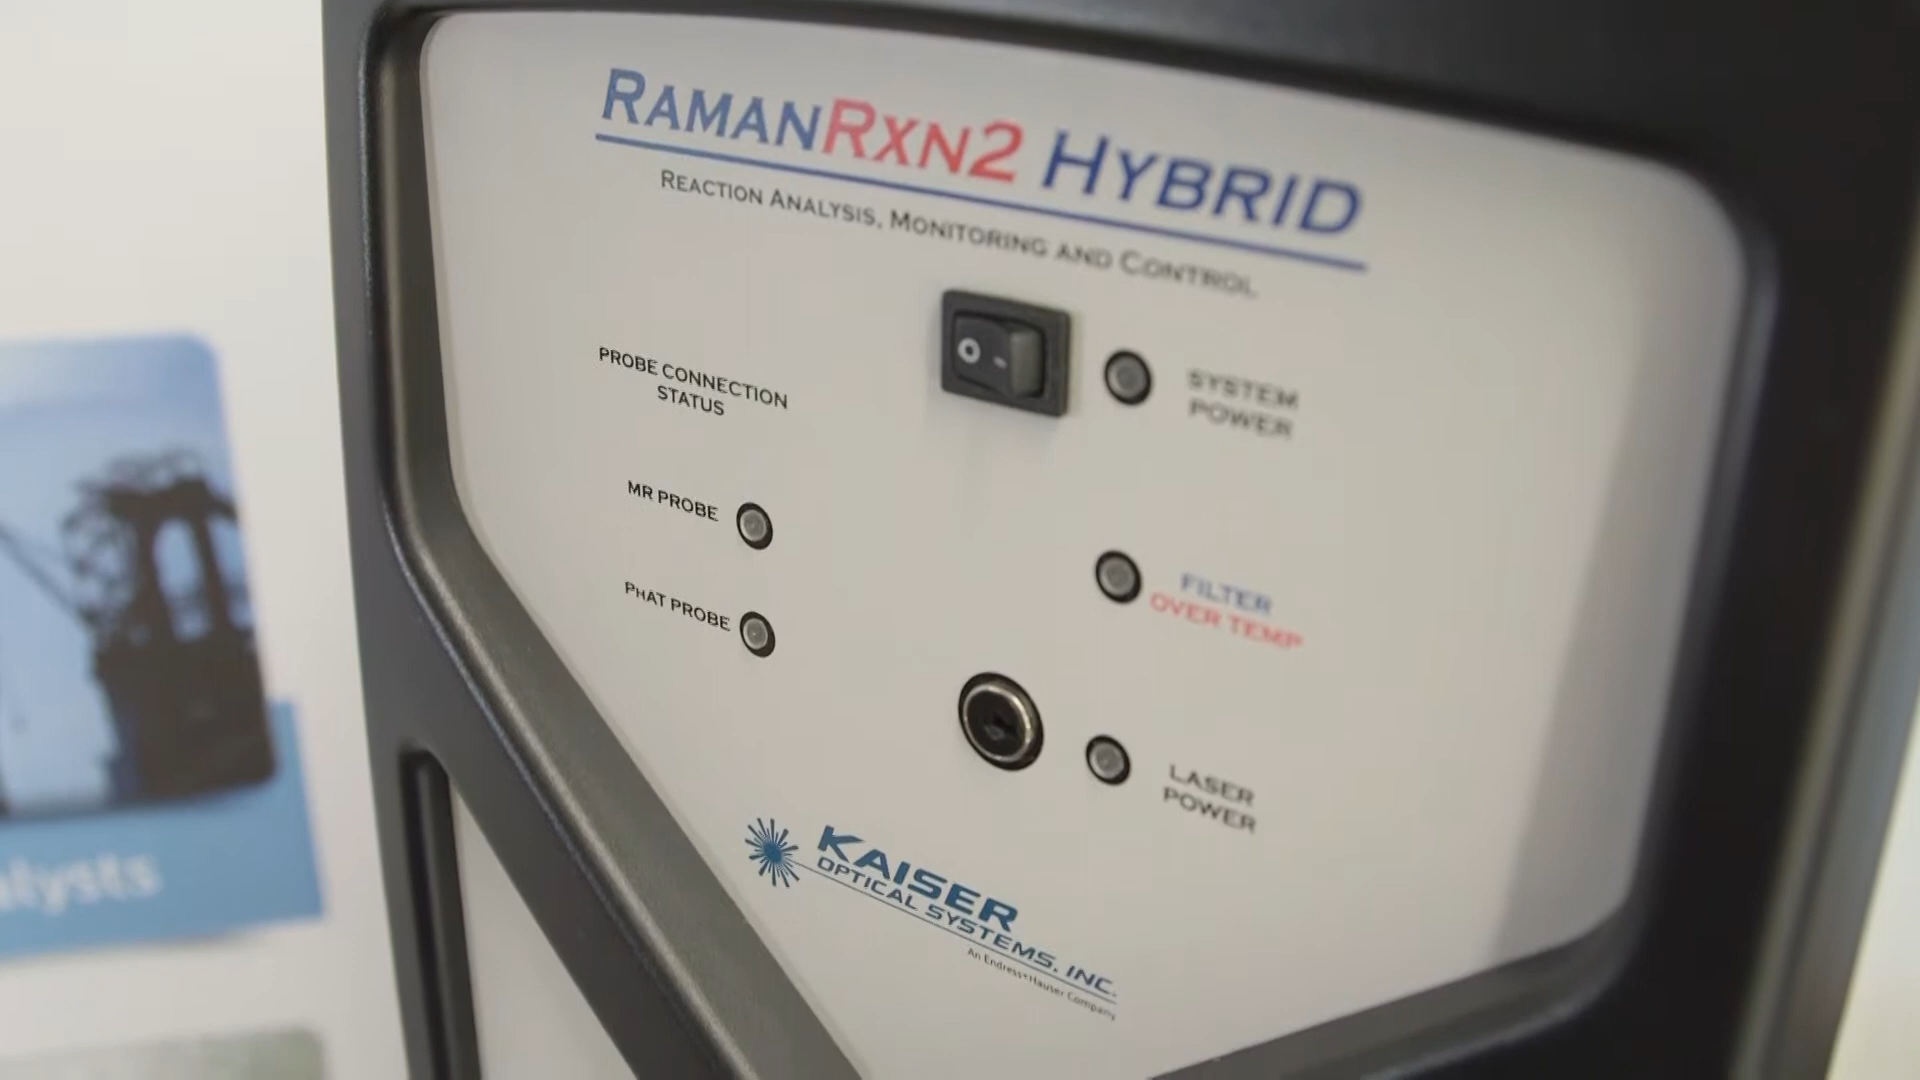 RAMANRXN2 HYBRID
REACTION ANALYSIS, MONITORING AND CONTROL
PROBE CONNECTION
STATUS
SYSTEM
POWER
MR PROBE
PHAT PROBE
FILTER
OVER TEMP
LASER
POWER
KAISER
OPTICAL SYSTEMS, INC.
An Endress+Hauser Company